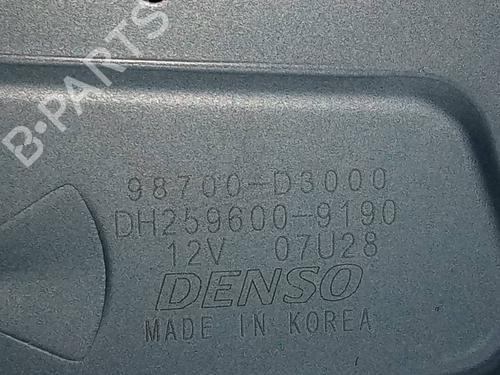 B-PARTS
98700-D3000
DH259600-9190
12V 07U28
DENSO
MADE IN KOREA